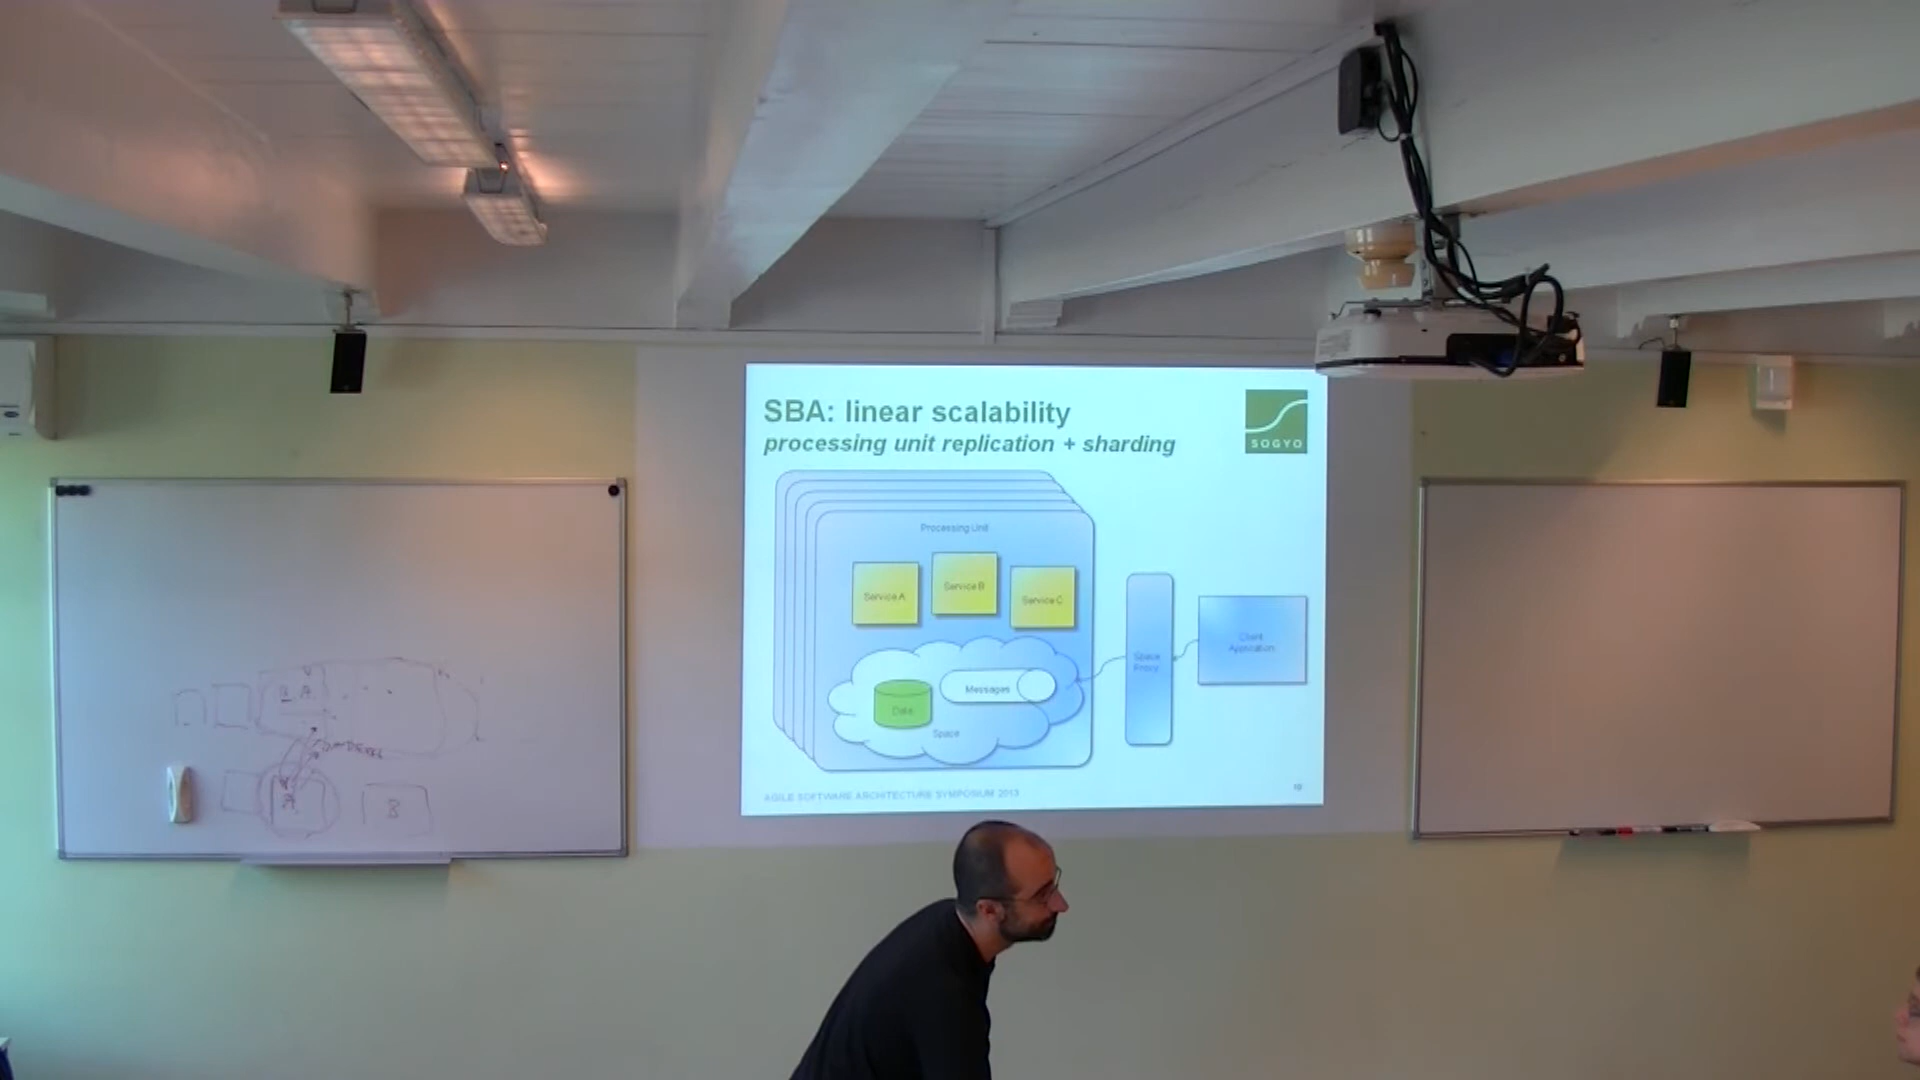 SBA: linear scalability
processing unit replication + sharding
SOGYO
Processing Unit
Service A
Service B
Service C
Messages
Data
Space
Space
Proxy
Client
Application
AGILE SOFTWARE ARCHITECTURE SYMPOSIUM 2013
B A
A
B